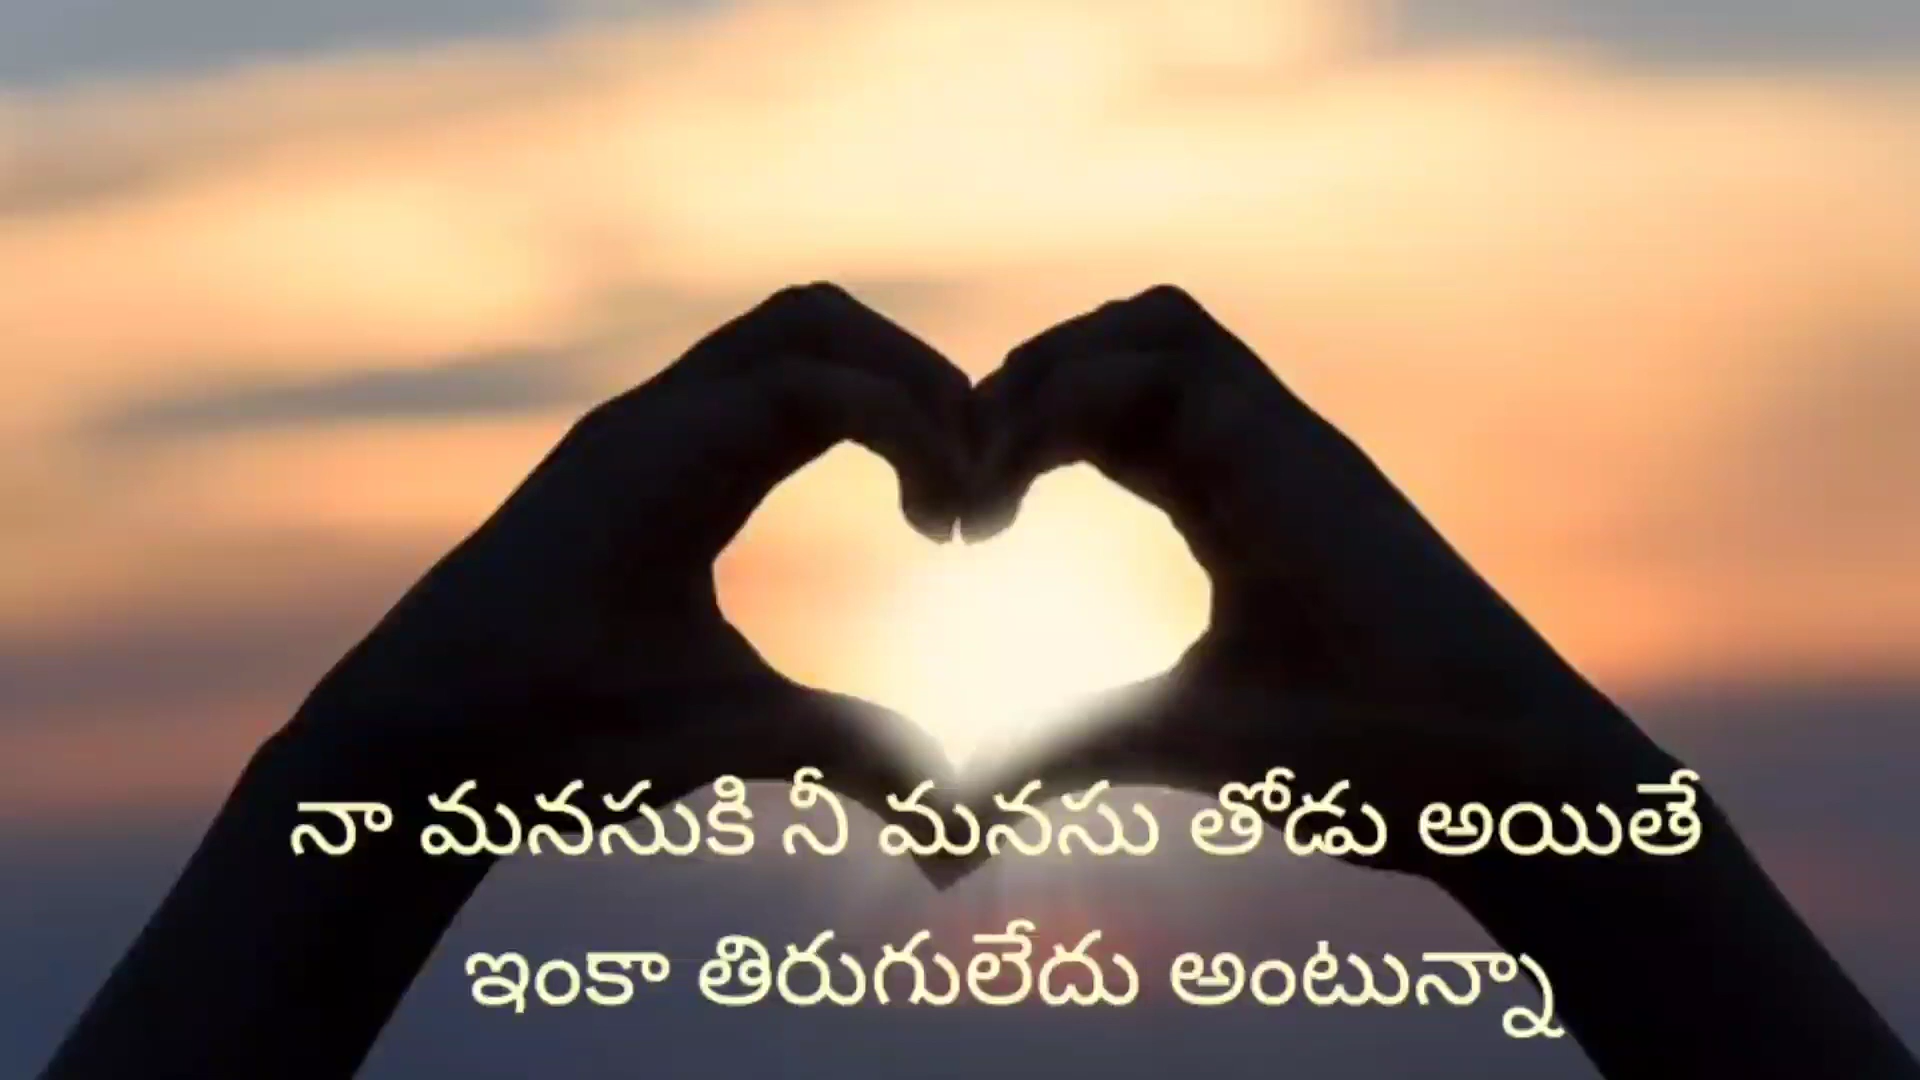 నా మనసుకి నీ మనసు తోడు అయితే
ఇంకా తిరుగులేదు అంటున్నా